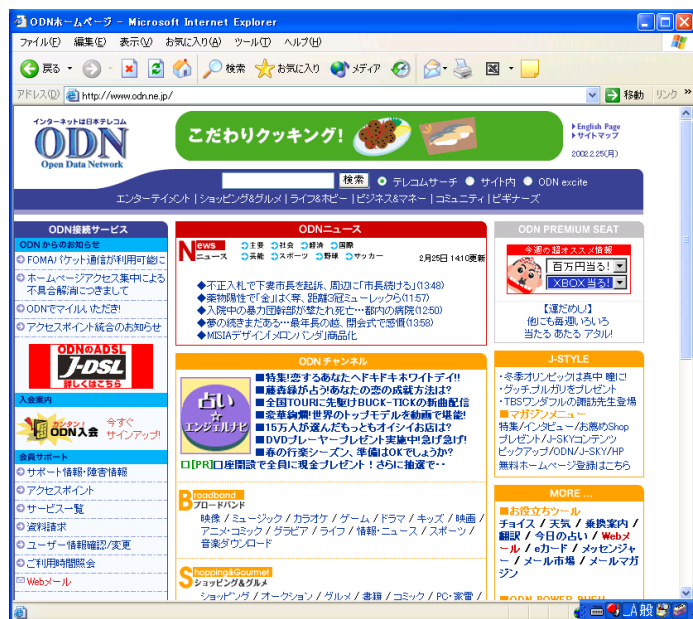 ODNホームページ - Microsoft Internet Explorer
ファイル(F) 編集(E) 表示(V) お気に入り(A) ツール(T) ヘルプ(H)
戻る 検索 お気に入り メディア
アドレス(D) http://www.odn.ne.jp/ 移動 リンク »
インターネットは日本テレコム
ODN
Open Data Network
こだわりクッキング!
English Page
サイトマップ
2002.2.25(月)
検索 テレコムサーチ サイト内 ODN excite
エンターテイメント | ショッピング&グルメ | ライフ&ホビー | ビジネス&マネー | コミュニティ | ビギナーズ
ODN接続サービス
ODNからのお知らせ
FOMAパケット通信が利用可能に
ホームページアクセス集中による
不具合解消につきまして
ODNでマイル、いただき!
アクセスポイント統合のお知らせ
ODNのADSL
J-DSL
詳しくはこちら
入会案内
カンタン! ODN入会
今すぐ
サインアップ!
会員サポート
サポート情報・障害情報
アクセスポイント
サービス一覧
資料請求
ユーザー情報確認/変更
ご利用時間照会
Webメール
ODNニュース
News ニュース
主要 社会 経済 国際
芸能 スポーツ 野球 サッカー
2月25日 14:10更新
◆不正入札で下妻市長を起訴、周辺に「市長続ける」(13:48)
◆薬物陽性で「金」はく奪、距離3冠ミューレックら(11:57)
◆入院中の暴力団幹部が撃たれ死亡…都内の病院(12:50)
◆夢の続きまだある…最年長の越、閉会式で感慨(13:58)
◆MISIAデザイン「メロンパンダ」商品化
ODN チャンネル
占い
☆
エンジェルナビ
■特集!恋するあなたへドキドキホワイトデイ!!
■藤森緑が占う!あなたの恋の成就方法は?
■全国TOURに先駆けBUCK-TICKの新曲配信
■豪華絢爛!世界のトップモデルを動画で堪能!
■15万人が選んだもっともオイシイお店は?
■DVDプレーヤープレゼント実施中!急げ急げ!
■春の行楽シーズン、準備はOKでしょうか?
□[PR]口座開設で全員に現金プレゼント!さらに抽選で・・
Broadband
ブロードバンド
映像 / ミュージック / カラオケ / ゲーム / ドラマ / キッズ / 映画 /
アニメ・コミック / グラビア / ライフ / 情報・ニュース / スポーツ /
音楽ダウンロード
Shopping&Gourmet
ショッピング&グルメ
ショッピング / オークション / グルメ / 書籍 / コミック / PC・家電 /
ODN PREMIUM SEAT
今週の超オススメ情報
百万円当る!
XBOX当る!
【運だめし】
他にも毎週いろいろ
当たる あたる アタル!
J-STYLE
・冬季オリンピックは真中 瞳に!
・グッチ、ブルガリをプレゼント
・TBSワンダフルの諏訪先生登場
■マガジンメニュー
特集/インタビュー/お薦めShop
プレゼント/J-SKYコンテンツ
ピックアップ/ODN/J-SKY/HP
無料ホームページ登録はこちら
MORE ...
■お役立ちツール
チョイス / 天気 / 乗換案内 /
翻訳 / 今日の占い / Webメ
ール / eカード / メッセンジャ
ー / メール市場 / メールマガ
ジン
■ODN POWER PUSH
A 般